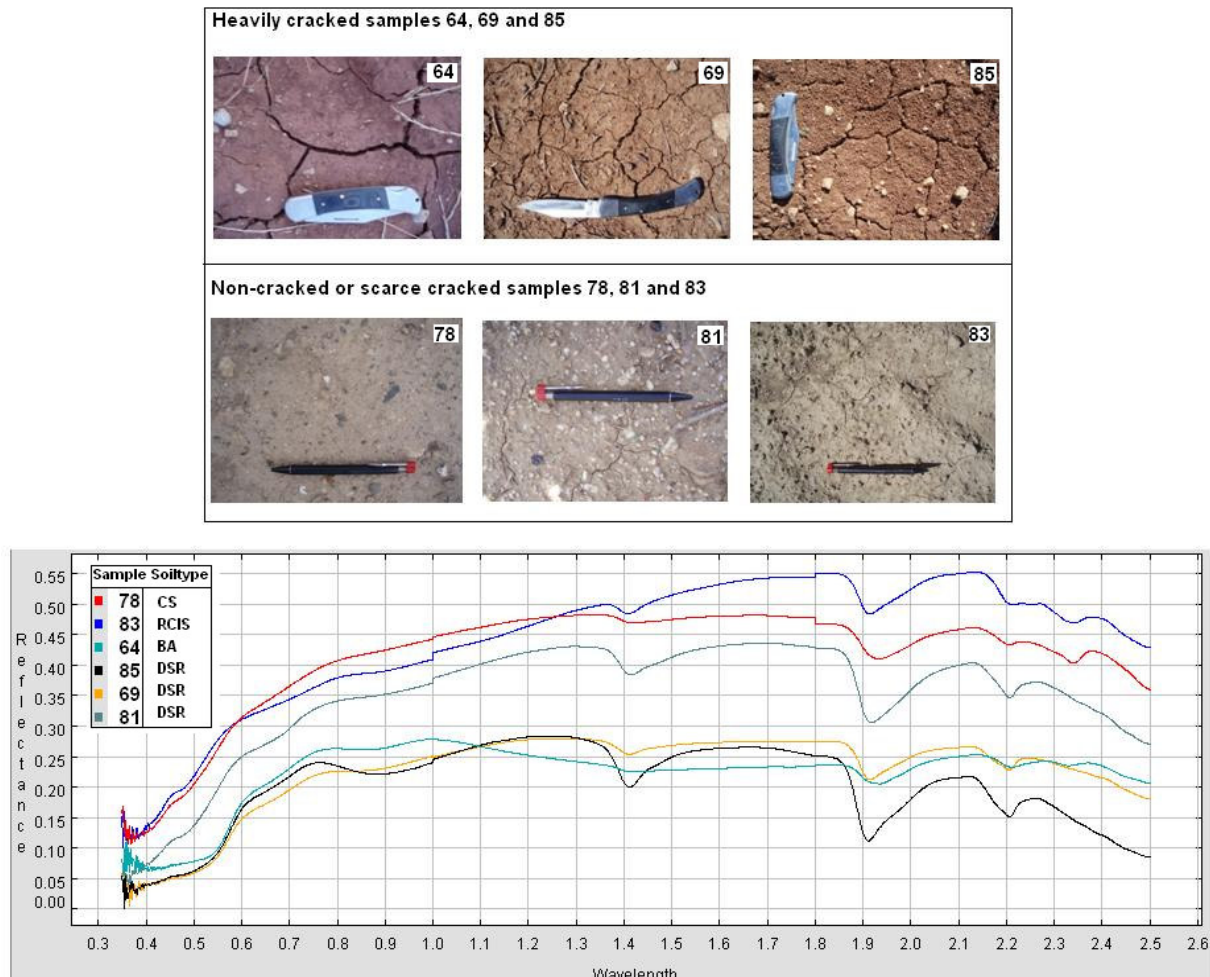 Heavily cracked samples 64, 69 and 85
64
69
85
Non-cracked or scarce cracked samples 78, 81 and 83
78
81
83
Sample Soiltype
78 CS
83 RCIS
64 BA
85 DSR
69 DSR
81 DSR
Reflectance
0.55
0.50
0.45
0.40
0.35
0.30
0.25
0.20
0.15
0.10
0.05
0.00
0.3 0.4 0.5 0.6 0.7 0.8 0.9 1.0 1.1 1.2 1.3 1.4 1.5 1.6 1.7 1.8 1.9 2.0 2.1 2.2 2.3 2.4 2.5 2.6
Wavelength